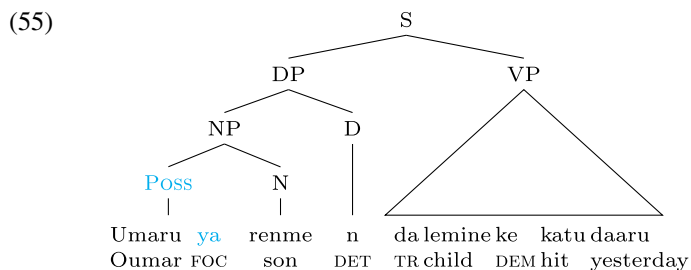 (55)
S
DP VP
NP D
Poss N
Umaru ya renme n da lemine ke katu daaru
Oumar FOC son DET TR child DEM hit yesterday